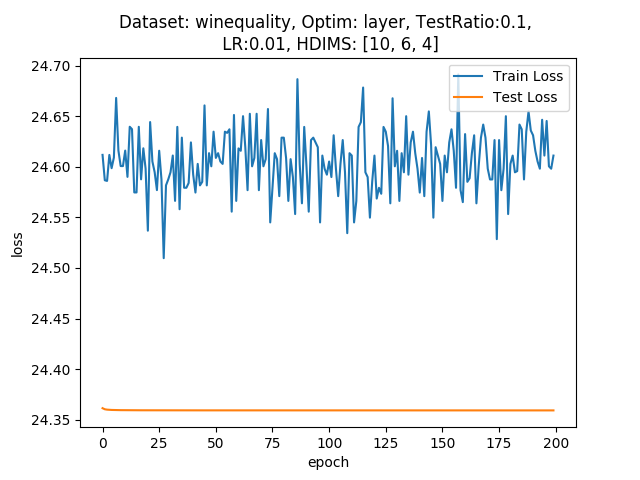 Dataset: winequality, Optim: layer, TestRatio:0.1,
LR:0.01, HDIMS: [10, 6, 4]
Train Loss
Test Loss
loss
24.70
24.65
24.60
24.55
24.50
24.45
24.40
24.35
0 25 50 75 100 125 150 175 200
epoch